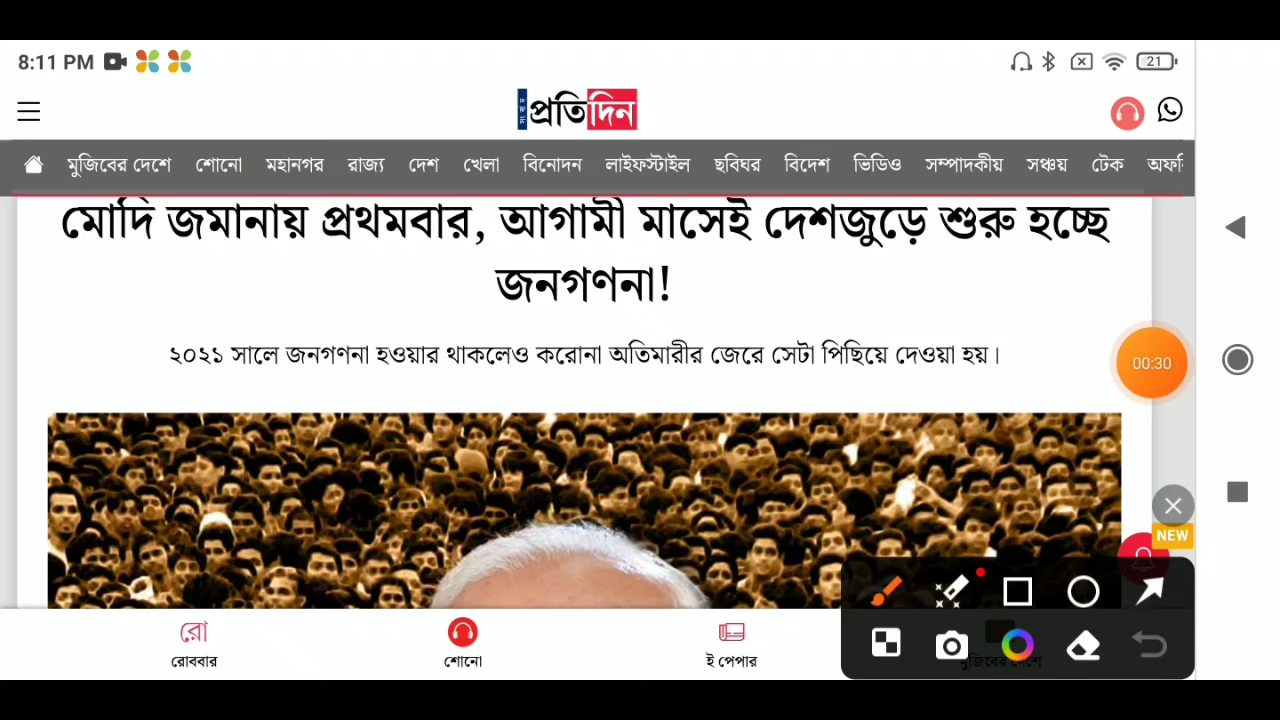 8:11 PM
21
সংবাদ প্রতিদিন
মুজিবের দেশে শোনো মহানগর রাজ্য দেশ খেলা বিনোদন লাইফস্টাইল ছবিঘর বিদেশ ভিডিও সম্পাদকীয় সঞ্চয় টেক
মোদি জমানায় প্রথমবার, আগামী মাসেই দেশজুড়ে শুরু হচ্ছে
জনগণনা!
২০২১ সালে জনগণনা হওয়ার থাকলেও করোনা অতিমারীর জেরে সেটা পিছিয়ে দেওয়া হয়।
00:30
NEW
রো
রোববার শোনো ই পেপার মুজিবের দেশে